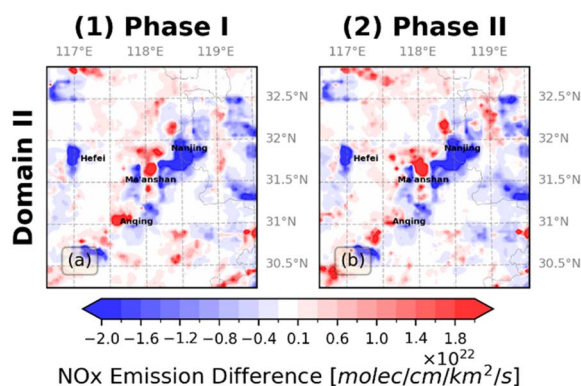 (1) Phase I (2) Phase II
117°E 118°E 119°E 117°E 118°E 119°E
Domain II
32.5°N 32.5°N
32°N 32°N
Nanjing Nanjing
Hefei Hefei
Ma'anshan Ma'anshan
31.5°N 31.5°N
Anqing Anqing
31°N 31°N
(a) (b)
30.5°N 30.5°N
−2.0 −1.6 −1.2 −0.8 −0.4 0.1 0.6 1.0 1.4 1.8
×10²²
NOx Emission Difference [molec/cm/km²/s]